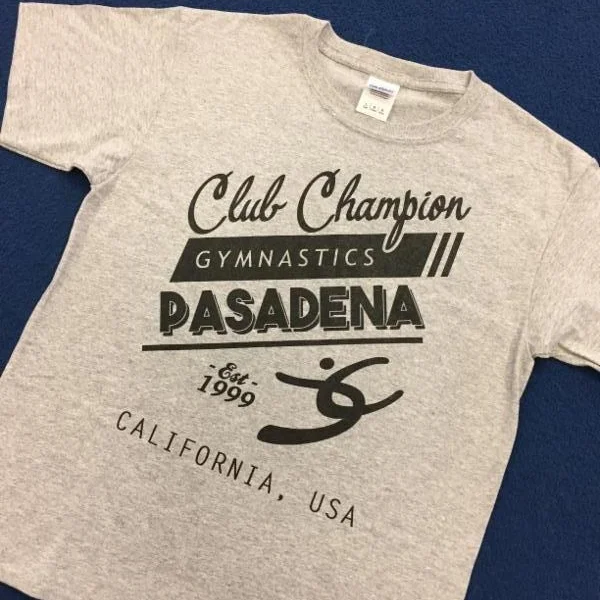 Club Champion
GYMNASTICS
PASADENA
-Est-
1999
CALIFORNIA, USA